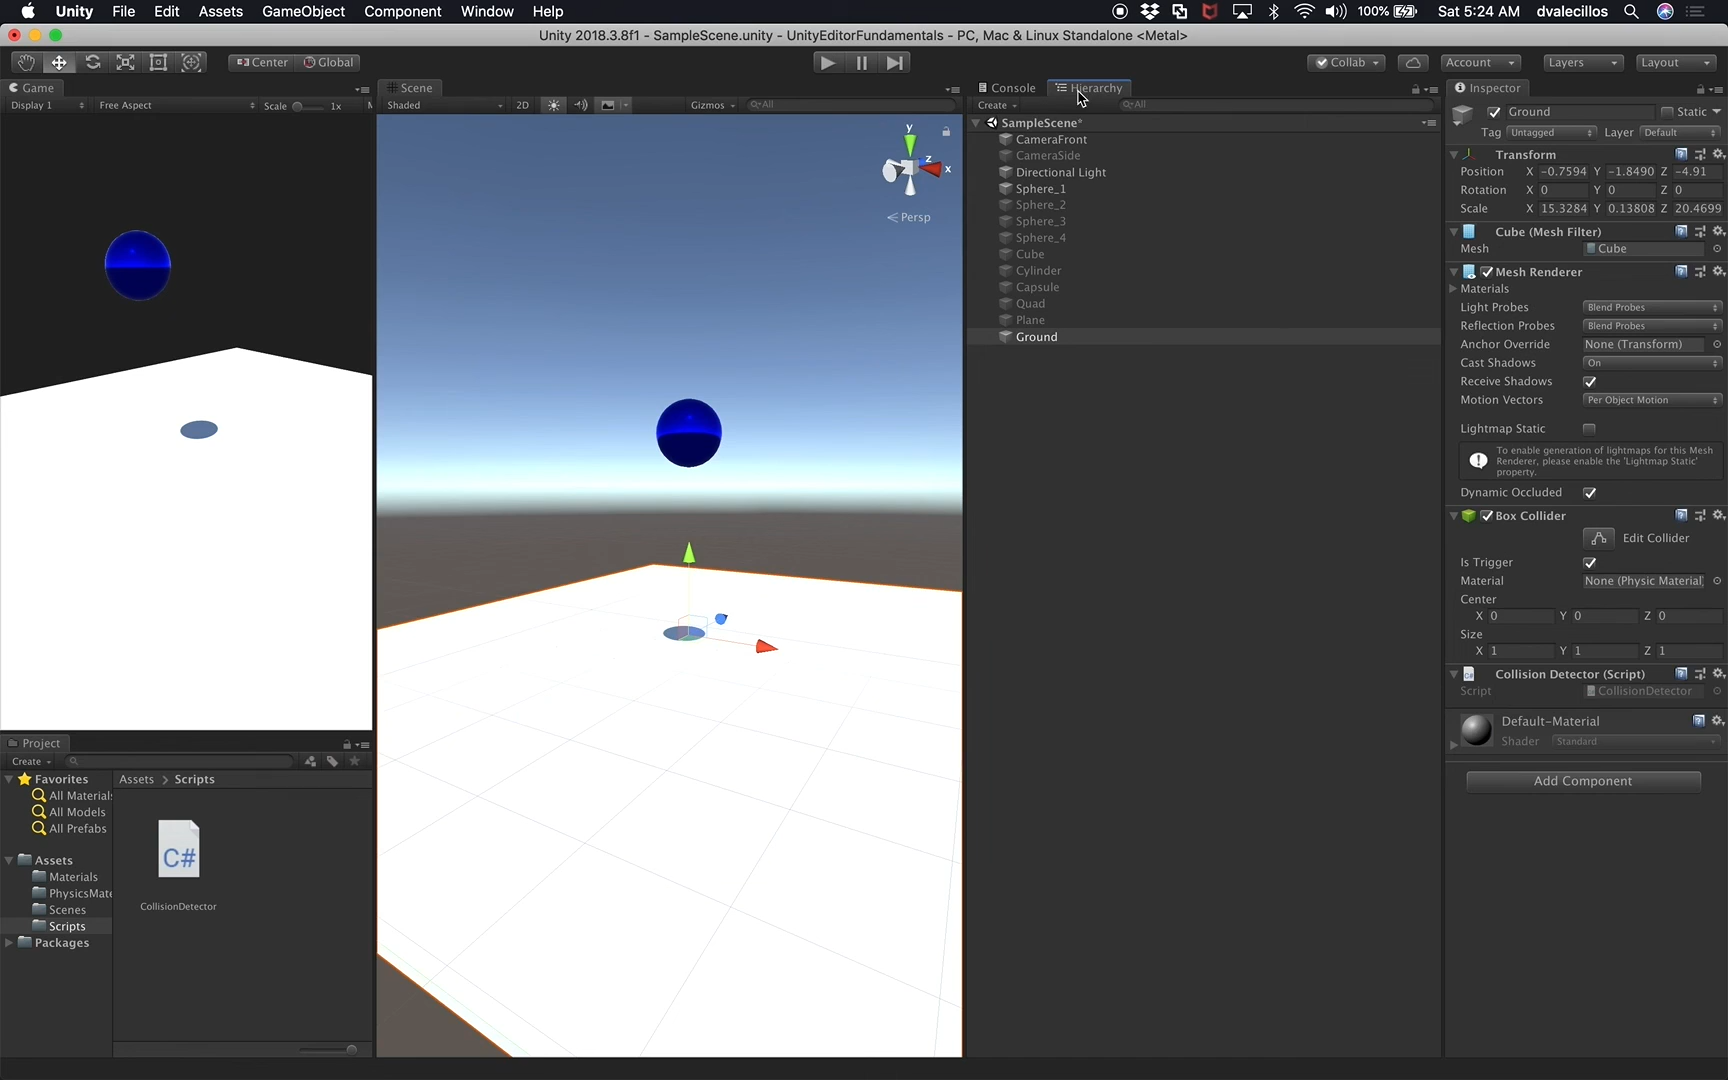 Unity File Edit Assets GameObject Component Window Help 100% Sat 5:24 AM dvalecillos
Unity 2018.3.8f1 - SampleScene.unity - UnityEditorFundamentals - PC, Mac & Linux Standalone <Metal>
Center Global Collab Account Layers Layout
Game
Display 1 Free Aspect Scale 1x M
Scene
Shaded 2D Gizmos All
y
z
x
Persp
Console Hierarchy
Create All
SampleScene*
CameraFront
CameraSide
Directional Light
Sphere_1
Sphere_2
Sphere_3
Sphere_4
Cube
Cylinder
Capsule
Quad
Plane
Ground
Inspector
Ground Static
Tag Untagged Layer Default
Transform
Position X -0.7594 Y -1.8490 Z -4.91
Rotation X 0 Y 0 Z 0
Scale X 15.3284 Y 0.13808 Z 20.4699
Cube (Mesh Filter)
Mesh Cube
Mesh Renderer
Materials
Light Probes Blend Probes
Reflection Probes Blend Probes
Anchor Override None (Transform)
Cast Shadows On
Receive Shadows
Motion Vectors Per Object Motion
Lightmap Static
To enable generation of lightmaps for this Mesh
Renderer, please enable the 'Lightmap Static'
property.
Dynamic Occluded
Box Collider
Edit Collider
Is Trigger
Material None (Physic Material)
Center
X 0 Y 0 Z 0
Size
X 1 Y 1 Z 1
Collision Detector (Script)
Script CollisionDetector
Default-Material
Shader Standard
Add Component
Project
Create
Favorites
All Materials
All Models
All Prefabs
Assets
Materials
PhysicsMate
Scenes
Scripts
Packages
Assets > Scripts
C#
CollisionDetector